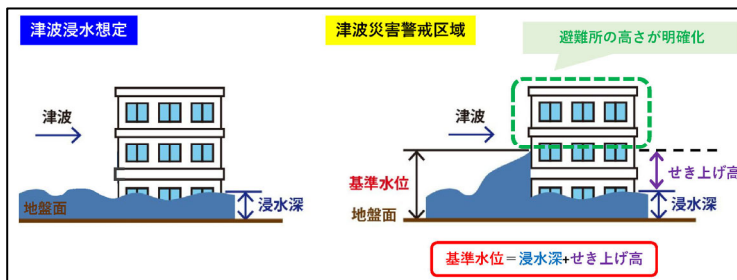 津波浸水想定
津波災害警戒区域
避難所の高さが明確化
津波
地盤面
浸水深
津波
基準水位
地盤面
せき上げ高
浸水深
基準水位=浸水深+せき上げ高